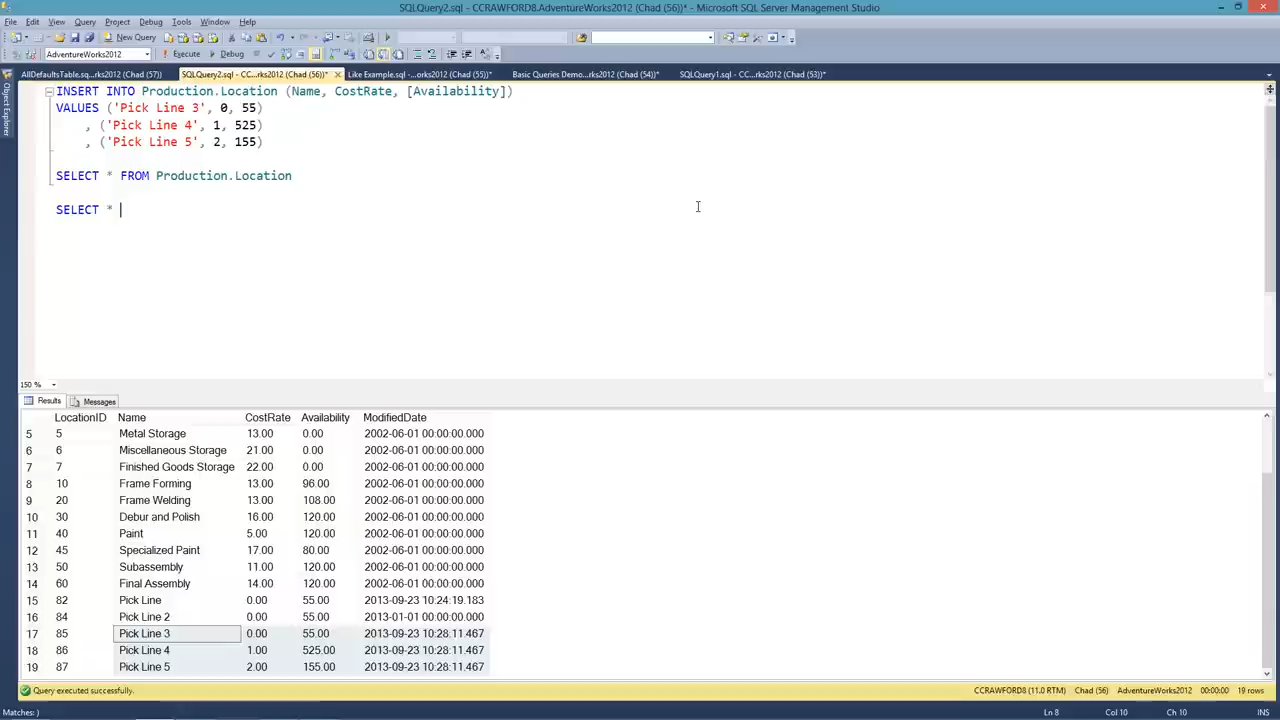 SQLQuery2.sql - CCRAWFORD8.AdventureWorks2012 (Chad (56))* - Microsoft SQL Server Management Studio
File Edit View Query Project Debug Tools Window Help
New Query
AdventureWorks2012 Execute Debug
AllDefaultsTable.sq...rks2012 (Chad (57)) SQLQuery2.sql - CC...rks2012 (Chad (56))* Like Example.sql -...orks2012 (Chad (55))* Basic Queries Demo...rks2012 (Chad (54))* SQLQuery1.sql - CC...rks2012 (Chad (53))*
Object Explorer
INSERT INTO Production.Location (Name, CostRate, [Availability])
VALUES ('Pick Line 3', 0, 55)
, ('Pick Line 4', 1, 525)
, ('Pick Line 5', 2, 155)
SELECT * FROM Production.Location
SELECT *
150 %
Results Messages
LocationID Name CostRate Availability ModifiedDate
5 5 Metal Storage 13.00 0.00 2002-06-01 00:00:00.000
6 6 Miscellaneous Storage 21.00 0.00 2002-06-01 00:00:00.000
7 7 Finished Goods Storage 22.00 0.00 2002-06-01 00:00:00.000
8 10 Frame Forming 13.00 96.00 2002-06-01 00:00:00.000
9 20 Frame Welding 13.00 108.00 2002-06-01 00:00:00.000
10 30 Debur and Polish 16.00 120.00 2002-06-01 00:00:00.000
11 40 Paint 5.00 120.00 2002-06-01 00:00:00.000
12 45 Specialized Paint 17.00 80.00 2002-06-01 00:00:00.000
13 50 Subassembly 11.00 120.00 2002-06-01 00:00:00.000
14 60 Final Assembly 14.00 120.00 2002-06-01 00:00:00.000
15 82 Pick Line 0.00 55.00 2013-09-23 10:24:19.183
16 84 Pick Line 2 0.00 55.00 2013-01-01 00:00:00.000
17 85 Pick Line 3 0.00 55.00 2013-09-23 10:28:11.467
18 86 Pick Line 4 1.00 525.00 2013-09-23 10:28:11.467
19 87 Pick Line 5 2.00 155.00 2013-09-23 10:28:11.467
Query executed successfully. CCRAWFORD8 (11.0 RTM) Chad (56) AdventureWorks2012 00:00:00 19 rows
Matches: ) Ln 8 Col 10 Ch 10 INS